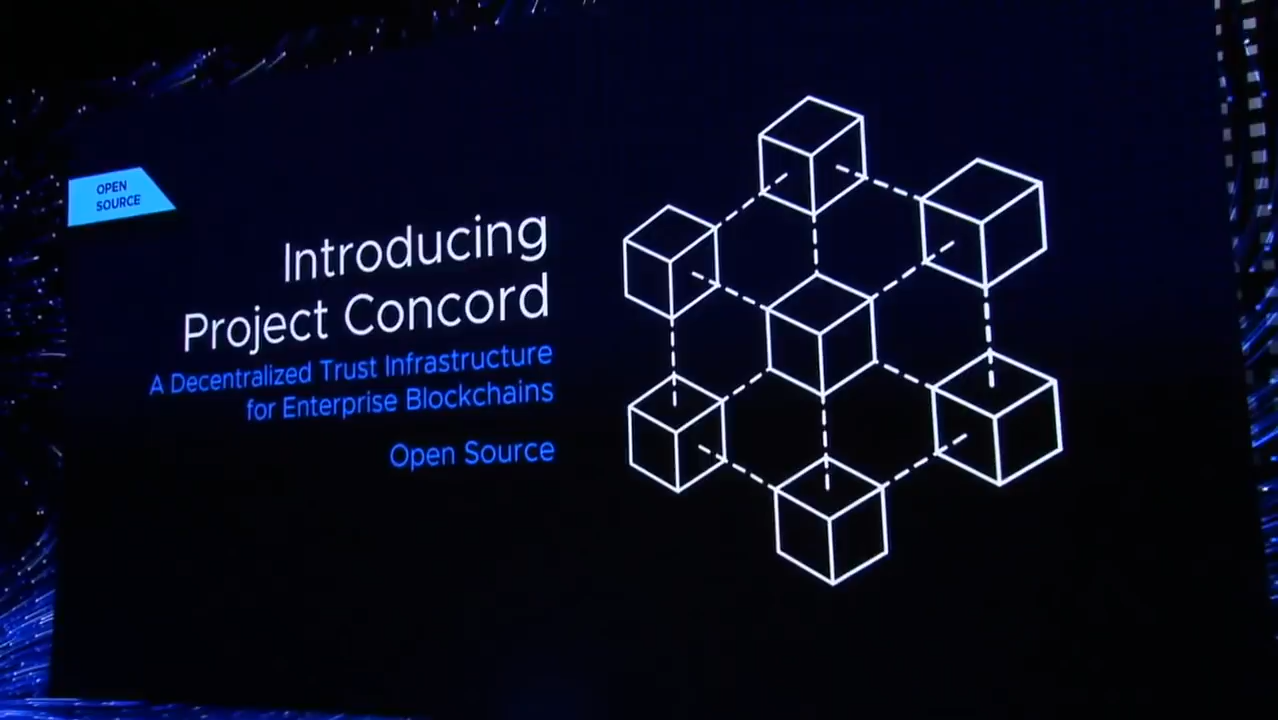 OPEN
SOURCE
Introducing
Project Concord
A Decentralized Trust Infrastructure
for Enterprise Blockchains
Open Source